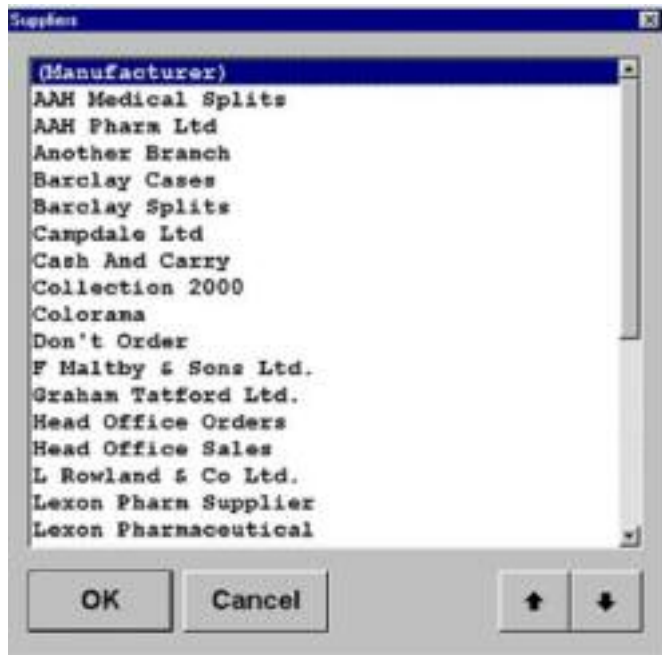 Suppliers
(Manufacturer)
AAH Medical Splits
AAH Pharm Ltd
Another Branch
Barclay Cases
Barclay Splits
Campdale Ltd
Cash And Carry
Collection 2000
Colorama
Don't Order
F Maltby & Sons Ltd.
Graham Tatford Ltd.
Head Office Orders
Head Office Sales
L Rowland & Co Ltd.
Lexon Pharm Supplier
Lexon Pharmaceutical
OK
Cancel